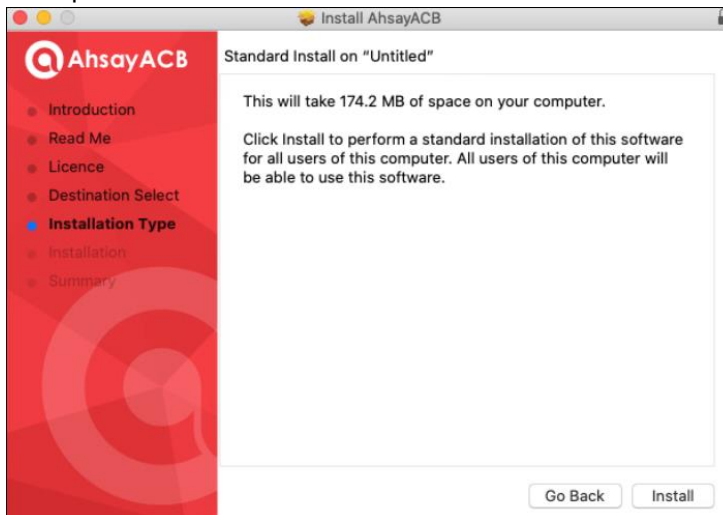 Install AhsayACB
AhsayACB
Standard Install on "Untitled"
Introduction
Read Me
Licence
Destination Select
Installation Type
Installation
Summary
This will take 174.2 MB of space on your computer.
Click Install to perform a standard installation of this software
for all users of this computer. All users of this computer will
be able to use this software.
Go Back
Install